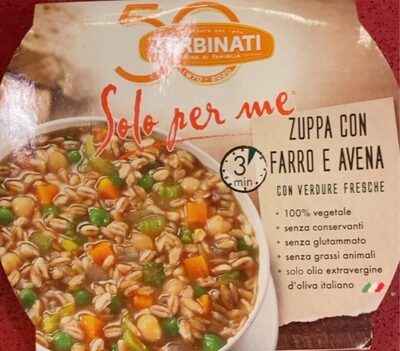 50
ZERBINATI
1970 - 2020
Solo per me
ZUPPA CON
FARRO E AVENA
3
min
CON VERDURE FRESCHE
• 100% vegetale
• senza conservanti
• senza glutammato
• senza grassi animali
• solo olio extravergine
d'oliva italiano